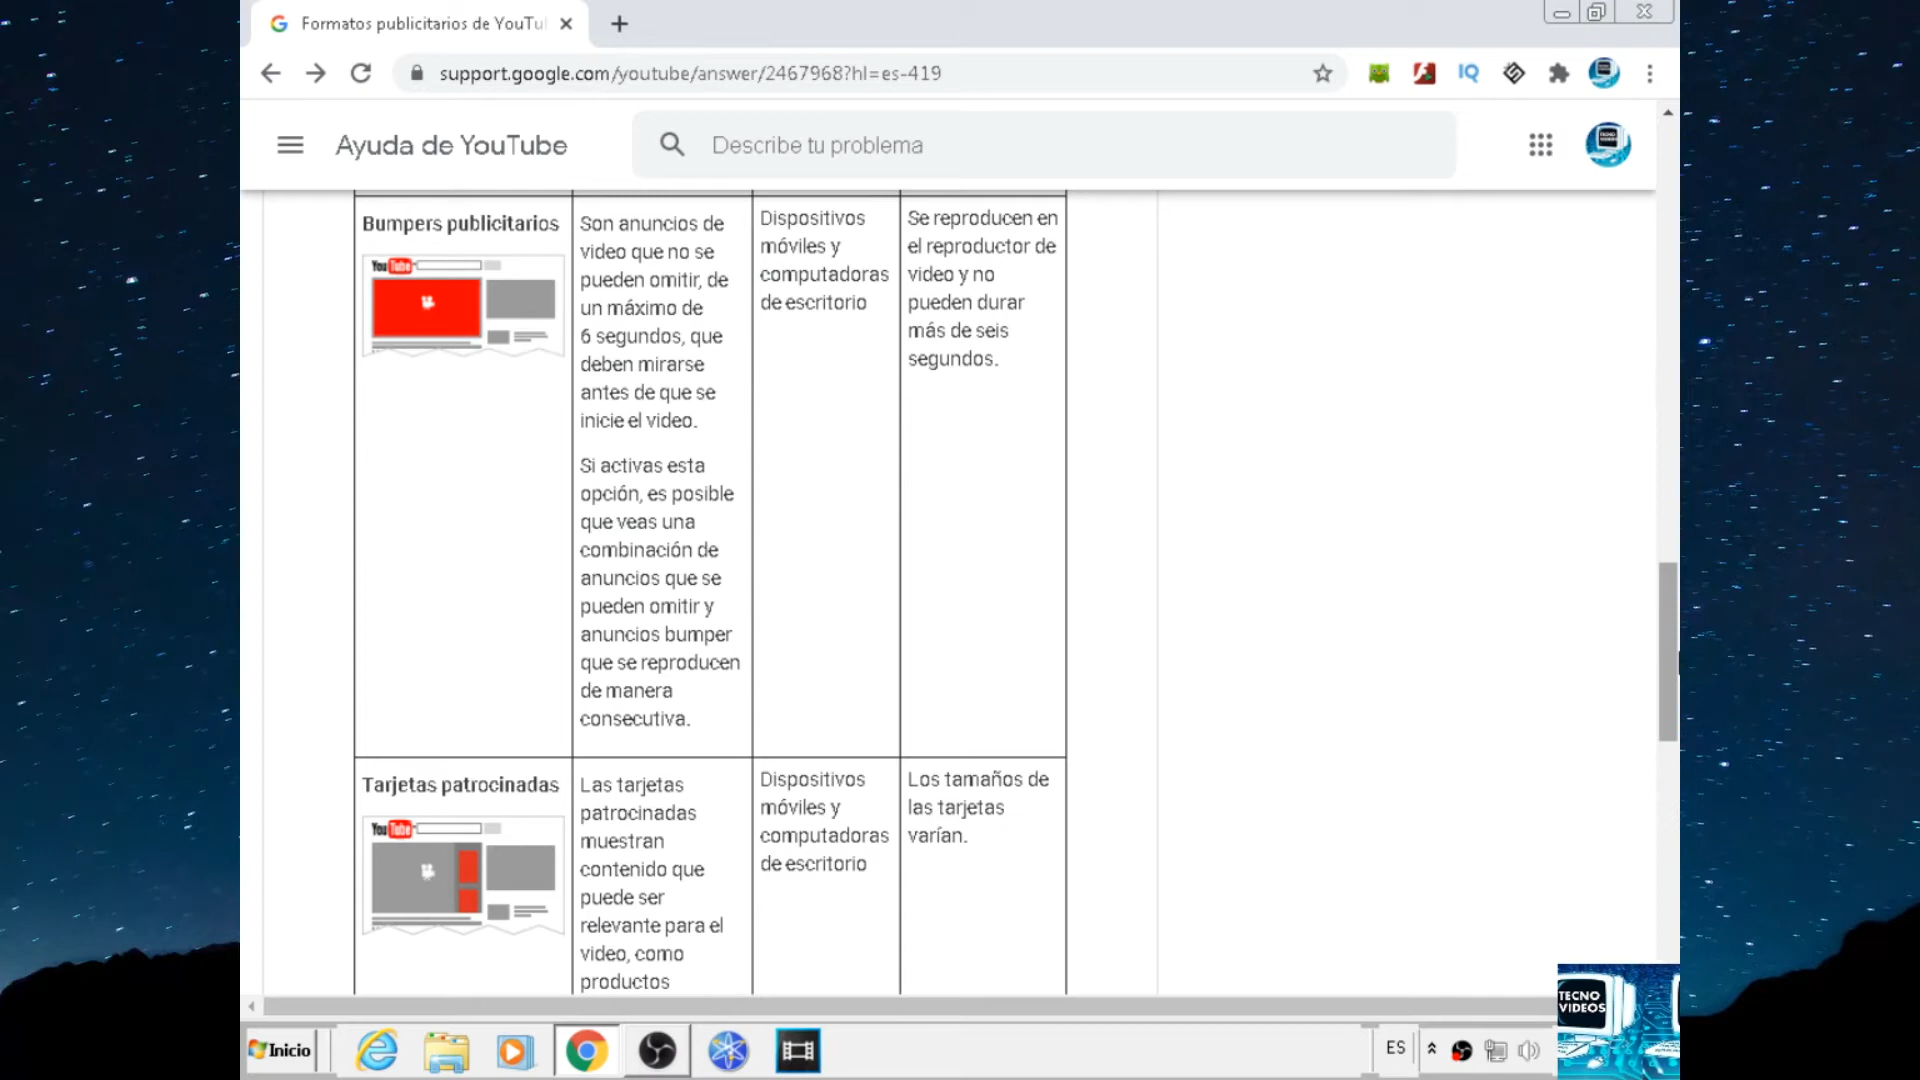 Formatos publicitarios de YouTu
support.google.com/youtube/answer/2467968?hl=es-419
IQ
Ayuda de YouTube
Describe tu problema
Bumpers publicitarios
YouTube
Son anuncios de
video que no se
pueden omitir, de
un máximo de
6 segundos, que
deben mirarse
antes de que se
inicie el video.
Si activas esta
opción, es posible
que veas una
combinación de
anuncios que se
pueden omitir y
anuncios bumper
que se reproducen
de manera
consecutiva.
Dispositivos
móviles y
computadoras
de escritorio
Se reproducen en
el reproductor de
video y no
pueden durar
más de seis
segundos.
Tarjetas patrocinadas
YouTube
Las tarjetas
patrocinadas
muestran
contenido que
puede ser
relevante para el
video, como
productos
Dispositivos
móviles y
computadoras
de escritorio
Los tamaños de
las tarjetas
varían.
TECNO
VIDEOS
Inicio
ES